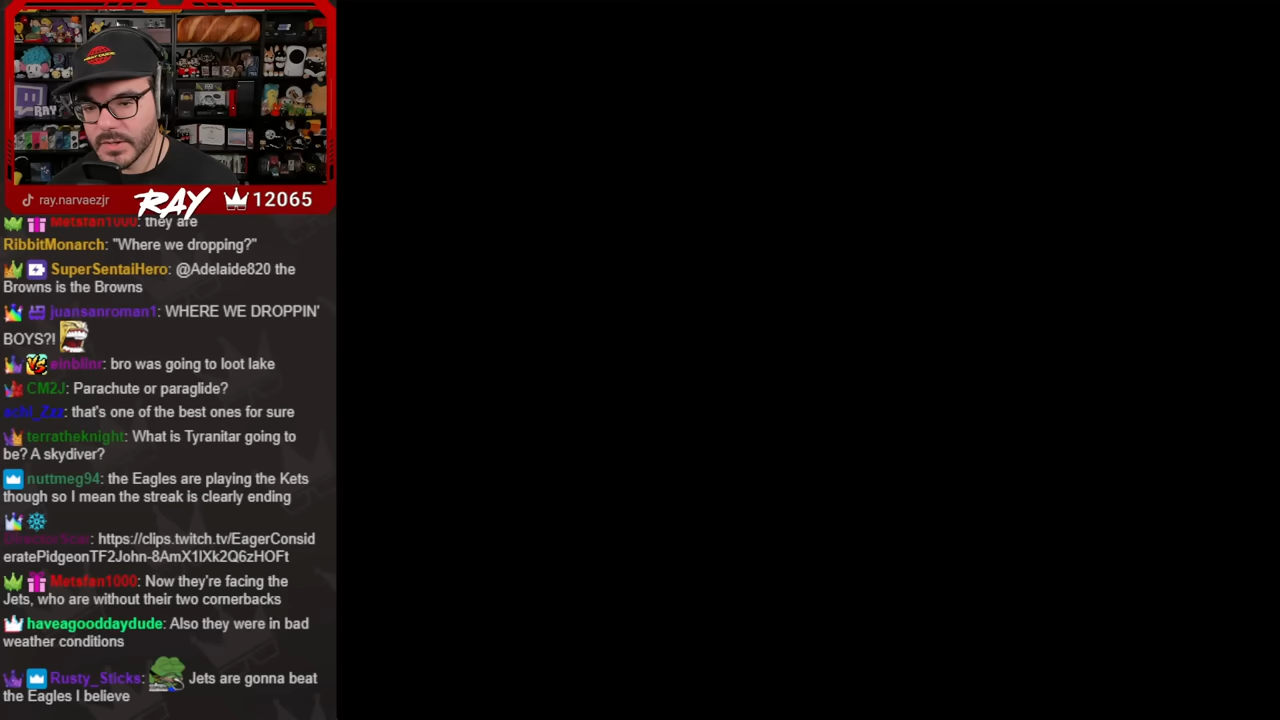 RAY
ray.narvaezjr
RAY
12065
Metsfan1000: they are
RibbitMonarch: "Where we dropping?"
SuperSentaiHero: @Adelaide820 the
Browns is the Browns
juansanroman1: WHERE WE DROPPIN'
BOYS?!
einblinr: bro was going to loot lake
CM2J: Parachute or paraglide?
: that's one of the best ones for sure
terratheknight: What is Tyranitar going to
be? A skydiver?
nuttmeg94: the Eagles are playing the Kets
though so I mean the streak is clearly ending
: https://clips.twitch.tv/EagerConsid
eratePidgeonTF2John-8AmX1lXk2Q6zHOFt
Metsfan1000: Now they're facing the
Jets, who are without their two cornerbacks
haveagooddaydude: Also they were in bad
weather conditions
Rusty_Sticks: Jets are gonna beat
the Eagles I believe